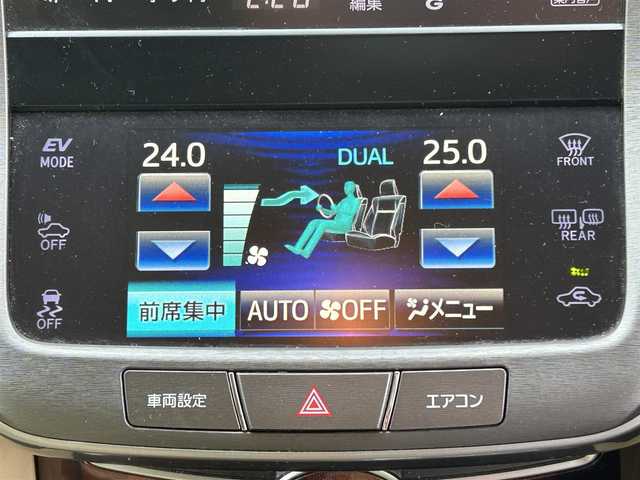 編集
G
EV
MODE
24.0
DUAL
25.0
FRONT
OFF
REAR
OFF
前席集中
AUTO
OFF
メニュー
車両設定
エアコン